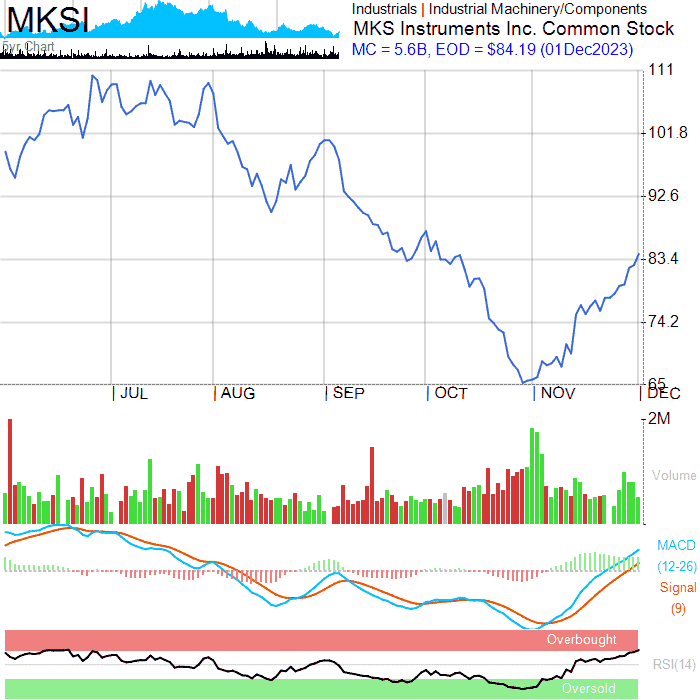 MKSI
5yr Chart
Industrials | Industrial Machinery/Components
MKS Instruments Inc. Common Stock
MC = 5.6B, EOD = $84.19 (01Dec2023)
111
101.8
92.6
83.4
74.2
65
JUL AUG SEP OCT NOV DEC
2M
Volume
MACD
(12-26)
Signal
(9)
Overbought
RSI(14)
Oversold